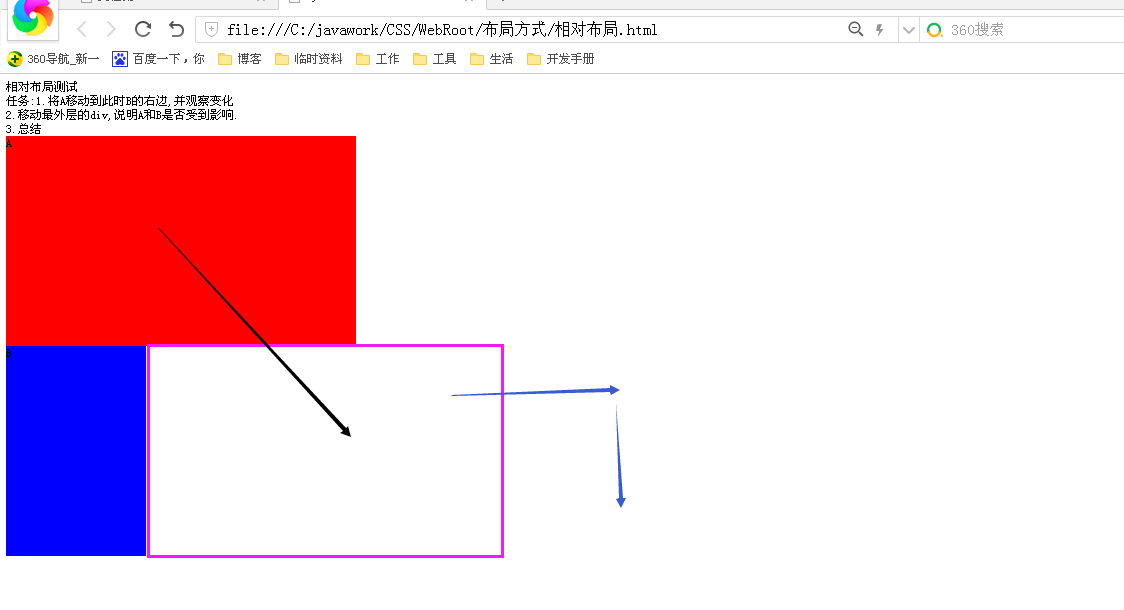 file:///C:/javawork/CSS/WebRoot/布局方式/相对布局.html
360搜索
360导航_新一 百度一下，你 博客 临时资料 工作 工具 生活 开发手册
相对布局测试
任务:1.将A移动到此时B的右边,并观察变化
2.移动最外层的div,说明A和B是否受到影响.
3.总结
A
B